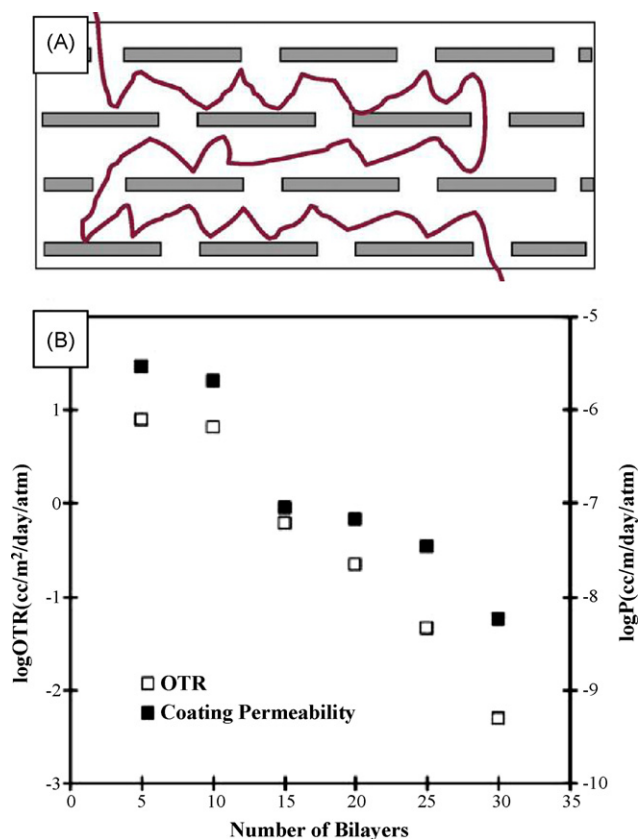 (A)
(B)
-5
1
-6
0
-7
-1
-8
-2
-9
-3
-10
0
5
10
15
20
25
30
35
logOTR(cc/m²/day/atm)
logP(cc/m/day/atm)
OTR
Coating Permeability
Number of Bilayers